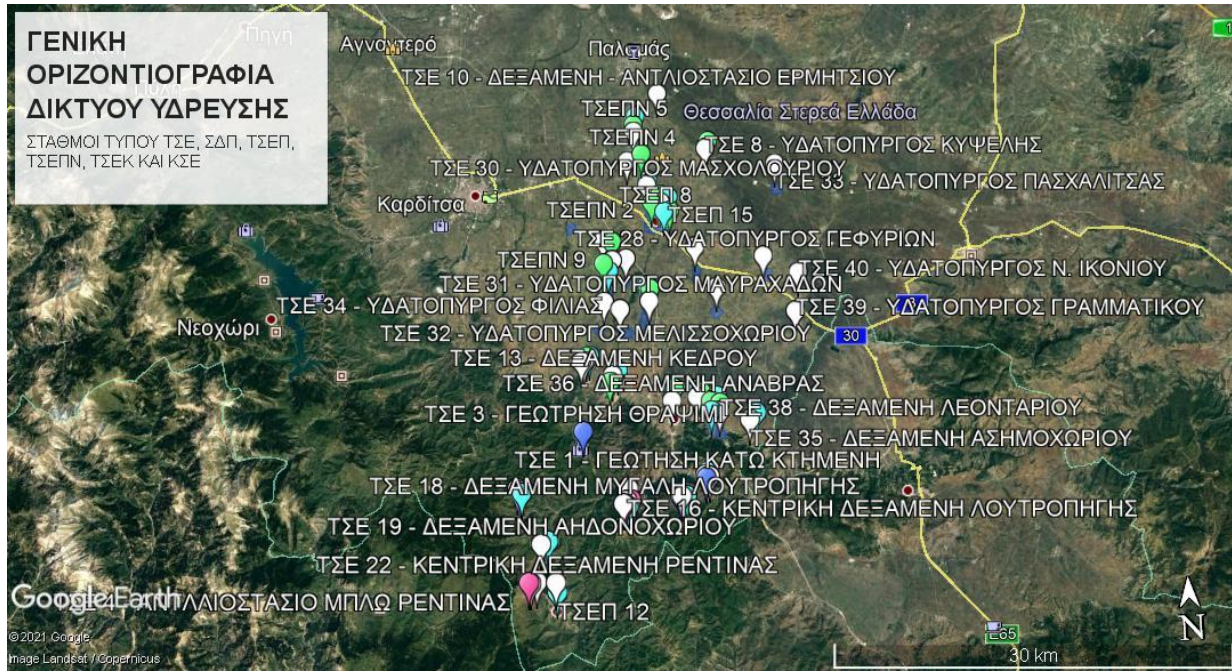 ΓΕΝΙΚΗ
ΟΡΙΖΟΝΤΙΟΓΡΑΦΙΑ
ΔΙΚΤΥΟΥ ΥΔΡΕΥΣΗΣ
ΣΤΑΘΜΟΙ ΤΥΠΟΥ ΤΣΕ, ΣΔΠ, ΤΣΕΠ,
ΤΣΕΠΝ, ΤΣΕΚ ΚΑΙ ΚΣΕ
Πηγή
Αγναντερό
Παλαμάς
ΤΣΕ 10 - ΔΕΞΑΜΕΝΗ - ΑΝΤΛΙΟΣΤΑΣΙΟ ΕΡΜΗΤΣΙΟΥ
ΤΣΕΠΝ 5
Θεσσαλία Στερεά Ελλάδα
ΤΣΕΠΝ 4
ΤΣΕ 8 - ΥΔΑΤΟΠΥΡΓΟΣ ΚΥΨΕΛΗΣ
ΤΣΕ 30 - ΥΔΑΤΟΠΥΡΓΟΣ ΜΑΣΧΟΛΟΥΡΙΟΥ
ΤΣΕ 33 - ΥΔΑΤΟΠΥΡΓΟΣ ΠΑΣΧΑΛΙΤΣΑΣ
Καρδίτσα
ΤΣΕΠ 8
ΤΣΕΠΝ 2
ΤΣΕΠ 15
ΤΣΕ 28 - ΥΔΑΤΟΠΥΡΓΟΣ ΓΕΦΥΡΙΩΝ
ΤΣΕΠΝ 9
ΤΣΕ 40 - ΥΔΑΤΟΠΥΡΓΟΣ Ν. ΙΚΟΝΙΟΥ
ΤΣΕ 31 - ΥΔΑΤΟΠΥΡΓΟΣ ΜΑΥΡΑΧΑΔΩΝ
ΤΣΕ 34 - ΥΔΑΤΟΠΥΡΓΟΣ ΦΙΛΙΑΣ
ΤΣΕ 39 - ΥΔΑΤΟΠΥΡΓΟΣ ΓΡΑΜΜΑΤΙΚΟΥ
Νεοχώρι
ΤΣΕ 32 - ΥΔΑΤΟΠΥΡΓΟΣ ΜΕΛΙΣΣΟΧΩΡΙΟΥ
30
ΤΣΕ 13 - ΔΕΞΑΜΕΝΗ ΚΕΔΡΟΥ
ΤΣΕ 36 - ΔΕΞΑΜΕΝΗ ΑΝΑΒΡΑΣ
ΤΣΕ 3 - ΓΕΩΤΡΗΣΗ ΘΡΑΨΙΜΙ
ΤΣΕ 38 - ΔΕΞΑΜΕΝΗ ΛΕΟΝΤΑΡΙΟΥ
ΤΣΕ 35 - ΔΕΞΑΜΕΝΗ ΑΣΗΜΟΧΩΡΙΟΥ
ΤΣΕ 1 - ΓΕΩΤΗΣΗ ΚΑΤΩ ΚΤΗΜΕΝΗ
ΤΣΕ 18 - ΔΕΞΑΜΕΝΗ ΜΥΓΑΛΗ ΛΟΥΤΡΟΠΗΓΗΣ
ΤΣΕ 16 - ΚΕΝΤΡΙΚΗ ΔΕΞΑΜΕΝΗ ΛΟΥΤΡΟΠΗΓΗΣ
ΤΣΕ 19 - ΔΕΞΑΜΕΝΗ ΑΗΔΟΝΟΧΩΡΙΟΥ
ΤΣΕ 22 - ΚΕΝΤΡΙΚΗ ΔΕΞΑΜΕΝΗ ΡΕΝΤΙΝΑΣ
Google Earth
ΑΝΤΛΑΙΟΣΤΑΣΙΟ ΜΠΛΩ ΡΕΝΤΙΝΑΣ
ΤΣΕΠ 12
E65
N
© 2021 Google
Image Landsat / Copernicus
30 km